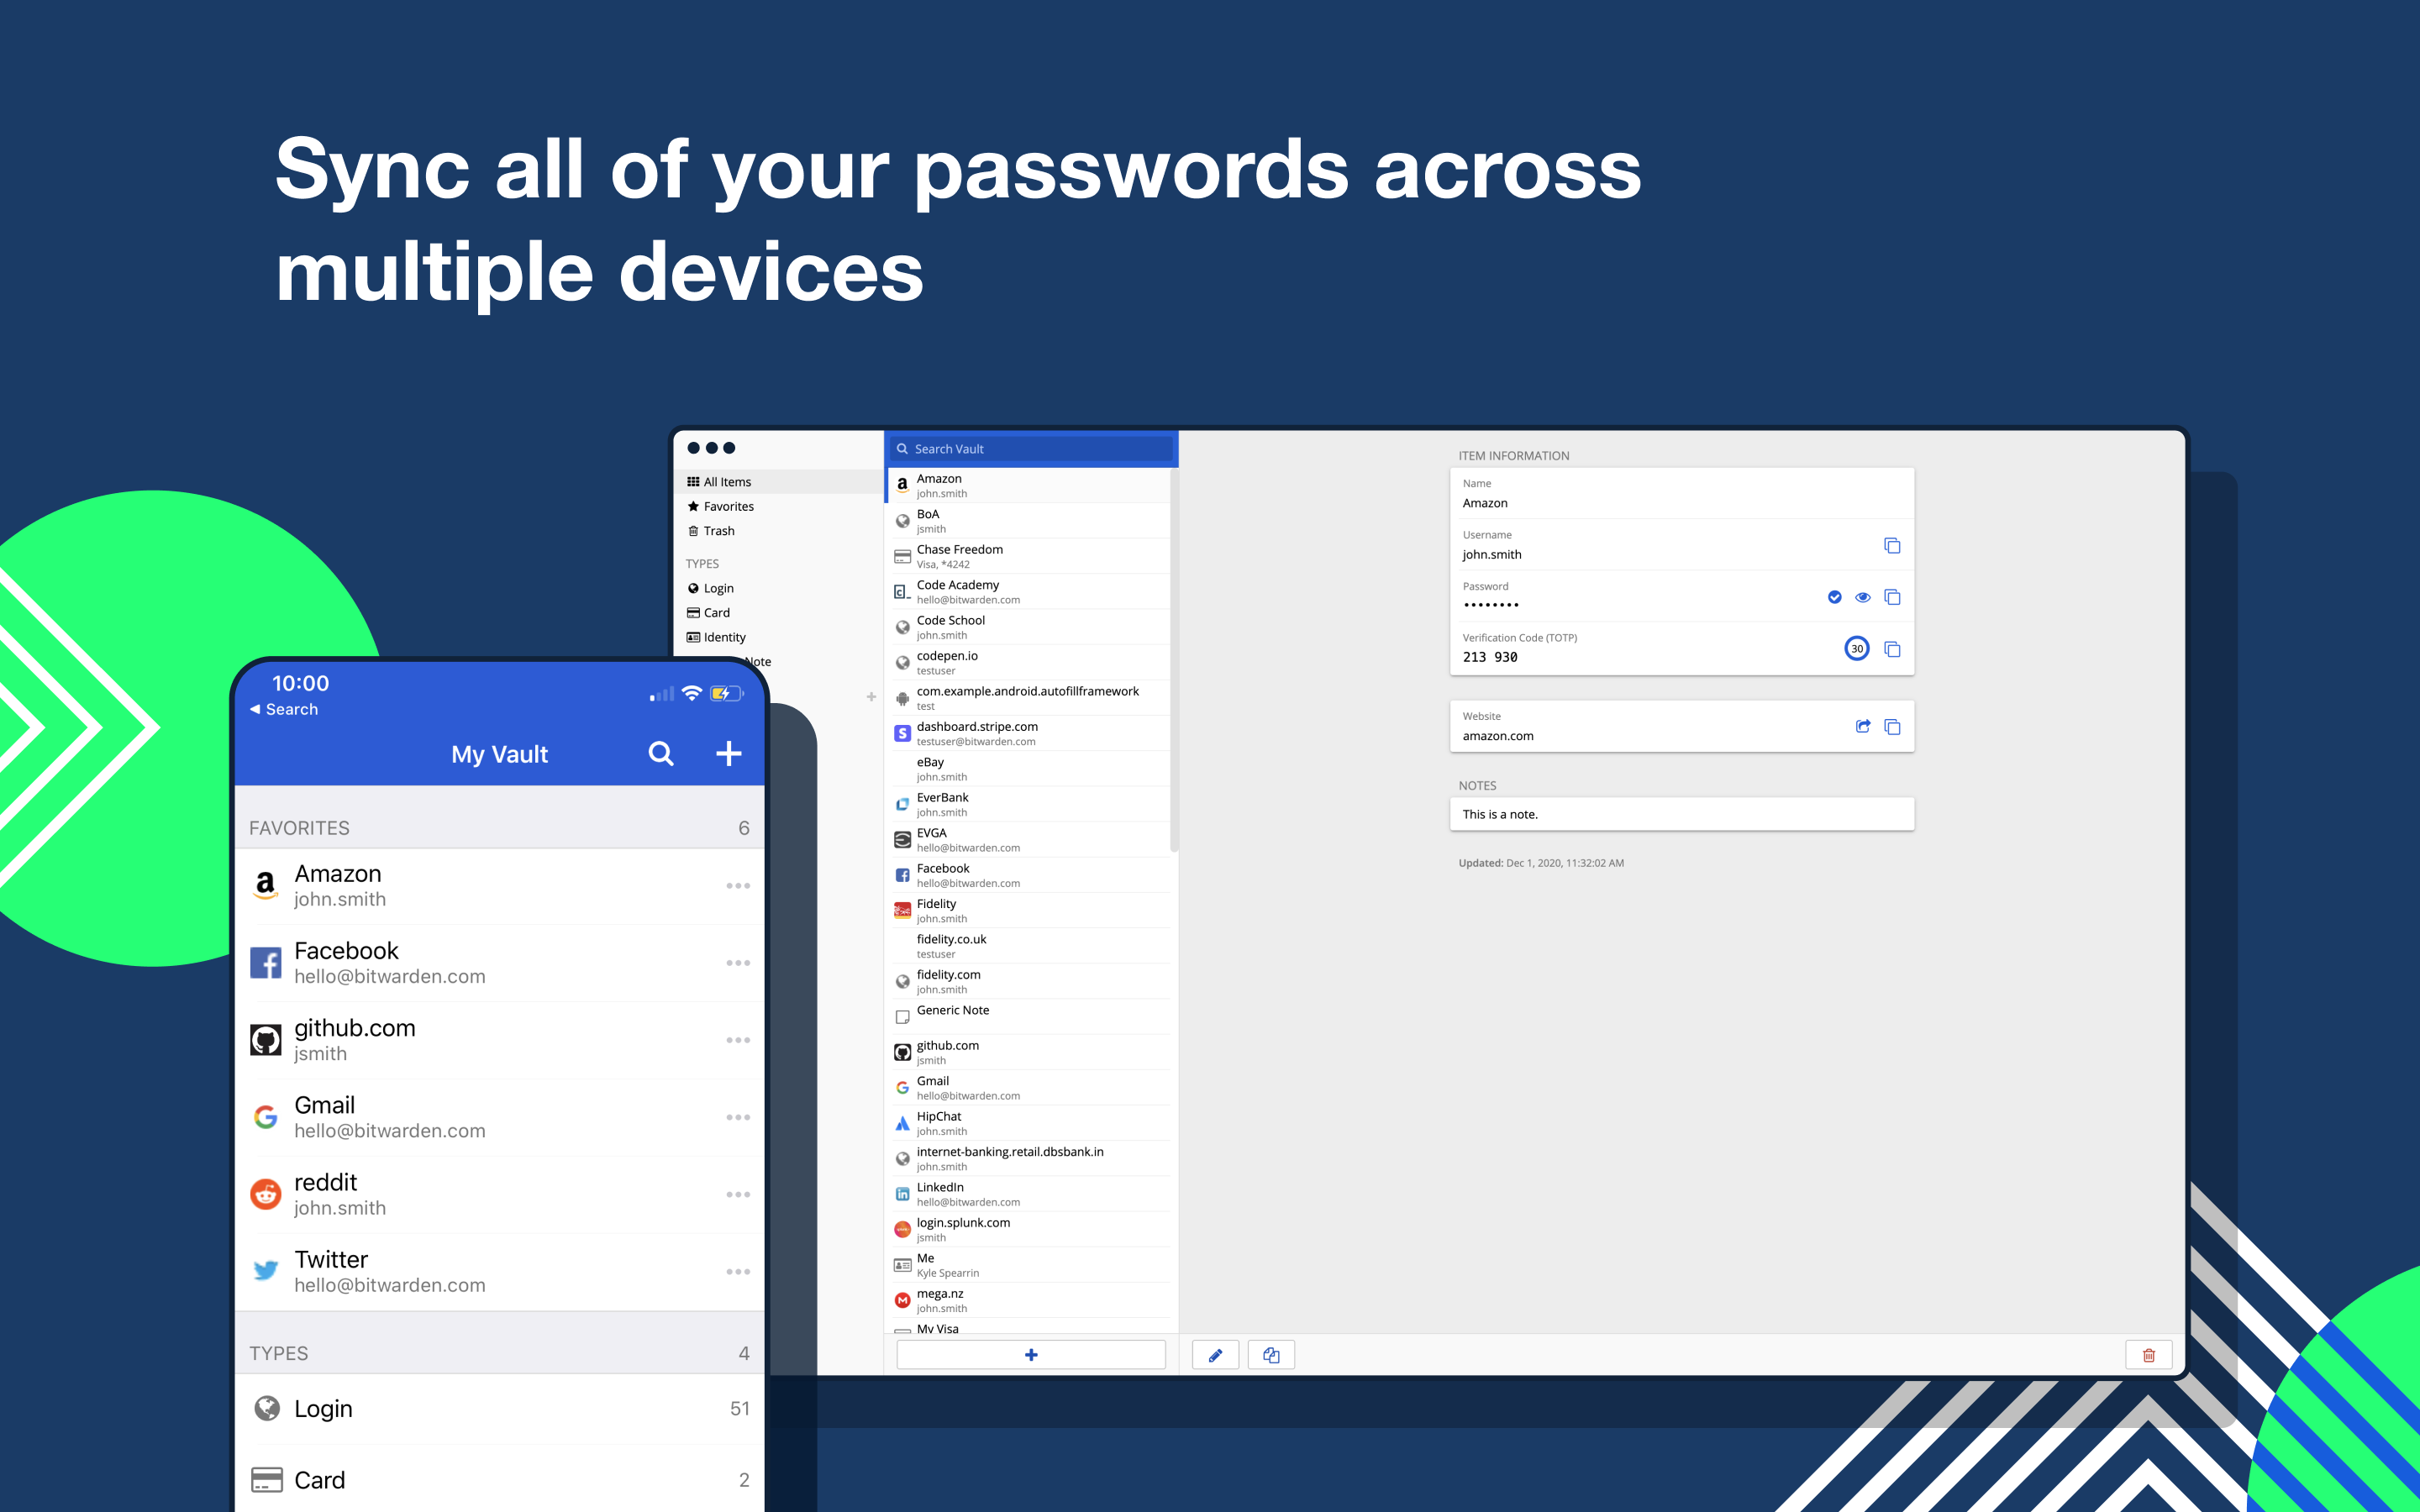 Sync all of your passwords across
multiple devices
All Items
Favorites
Trash
TYPES
Login
Card
Identity
Note
Search Vault
Amazon
john.smith
BoA
jsmith
Chase Freedom
Visa, *4242
Code Academy
hello@bitwarden.com
Code School
john.smith
codepen.io
testuser
com.example.android.autofillframework
test
dashboard.stripe.com
testuser@bitwarden.com
eBay
john.smith
EverBank
john.smith
EVGA
hello@bitwarden.com
Facebook
hello@bitwarden.com
Fidelity
john.smith
fidelity.co.uk
testuser
fidelity.com
john.smith
Generic Note
github.com
jsmith
Gmail
hello@bitwarden.com
HipChat
john.smith
internet-banking.retail.dbsbank.in
john.smith
LinkedIn
hello@bitwarden.com
login.splunk.com
jsmith
Me
Kyle Spearrin
mega.nz
john.smith
My Visa
ITEM INFORMATION
Name
Amazon
Username
john.smith
Password
••••••••
Verification Code (TOTP)
213 930
30
Website
amazon.com
NOTES
This is a note.
Updated: Dec 1, 2020, 11:32:02 AM
10:00
Search
My Vault
FAVORITES 6
Amazon
john.smith
Facebook
hello@bitwarden.com
github.com
jsmith
Gmail
hello@bitwarden.com
reddit
john.smith
Twitter
hello@bitwarden.com
TYPES 4
Login 51
Card 2